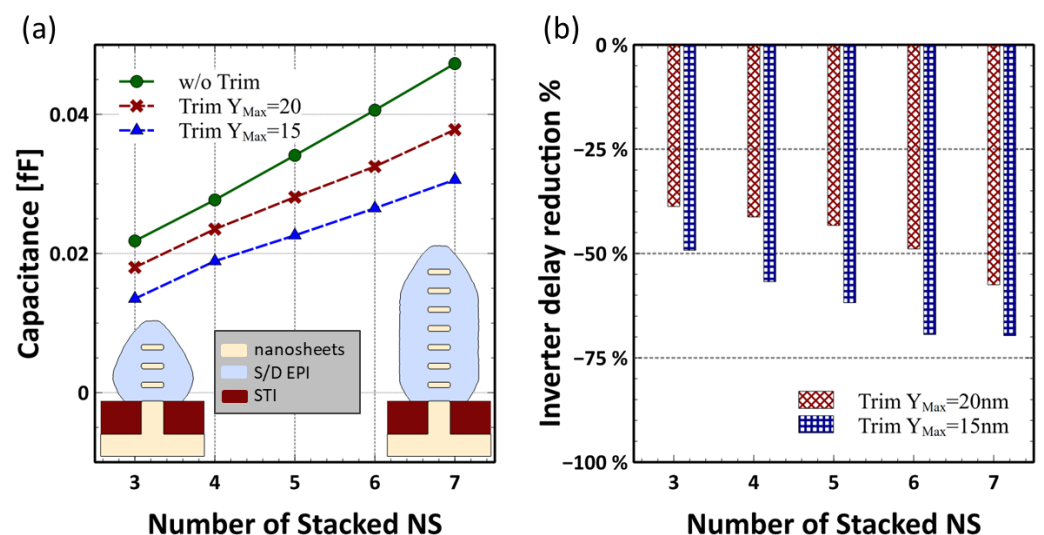 (a)
w/o Trim
Trim YMax=20
Trim YMax=15
Capacitance [fF]
0.04
0.02
0
nanosheets
S/D EPI
STI
3 4 5 6 7
Number of Stacked NS
(b)
Inverter delay reduction %
0 %
−25 %
−50 %
−75 %
−100 %
Trim YMax=20nm
Trim YMax=15nm
3 4 5 6 7
Number of Stacked NS